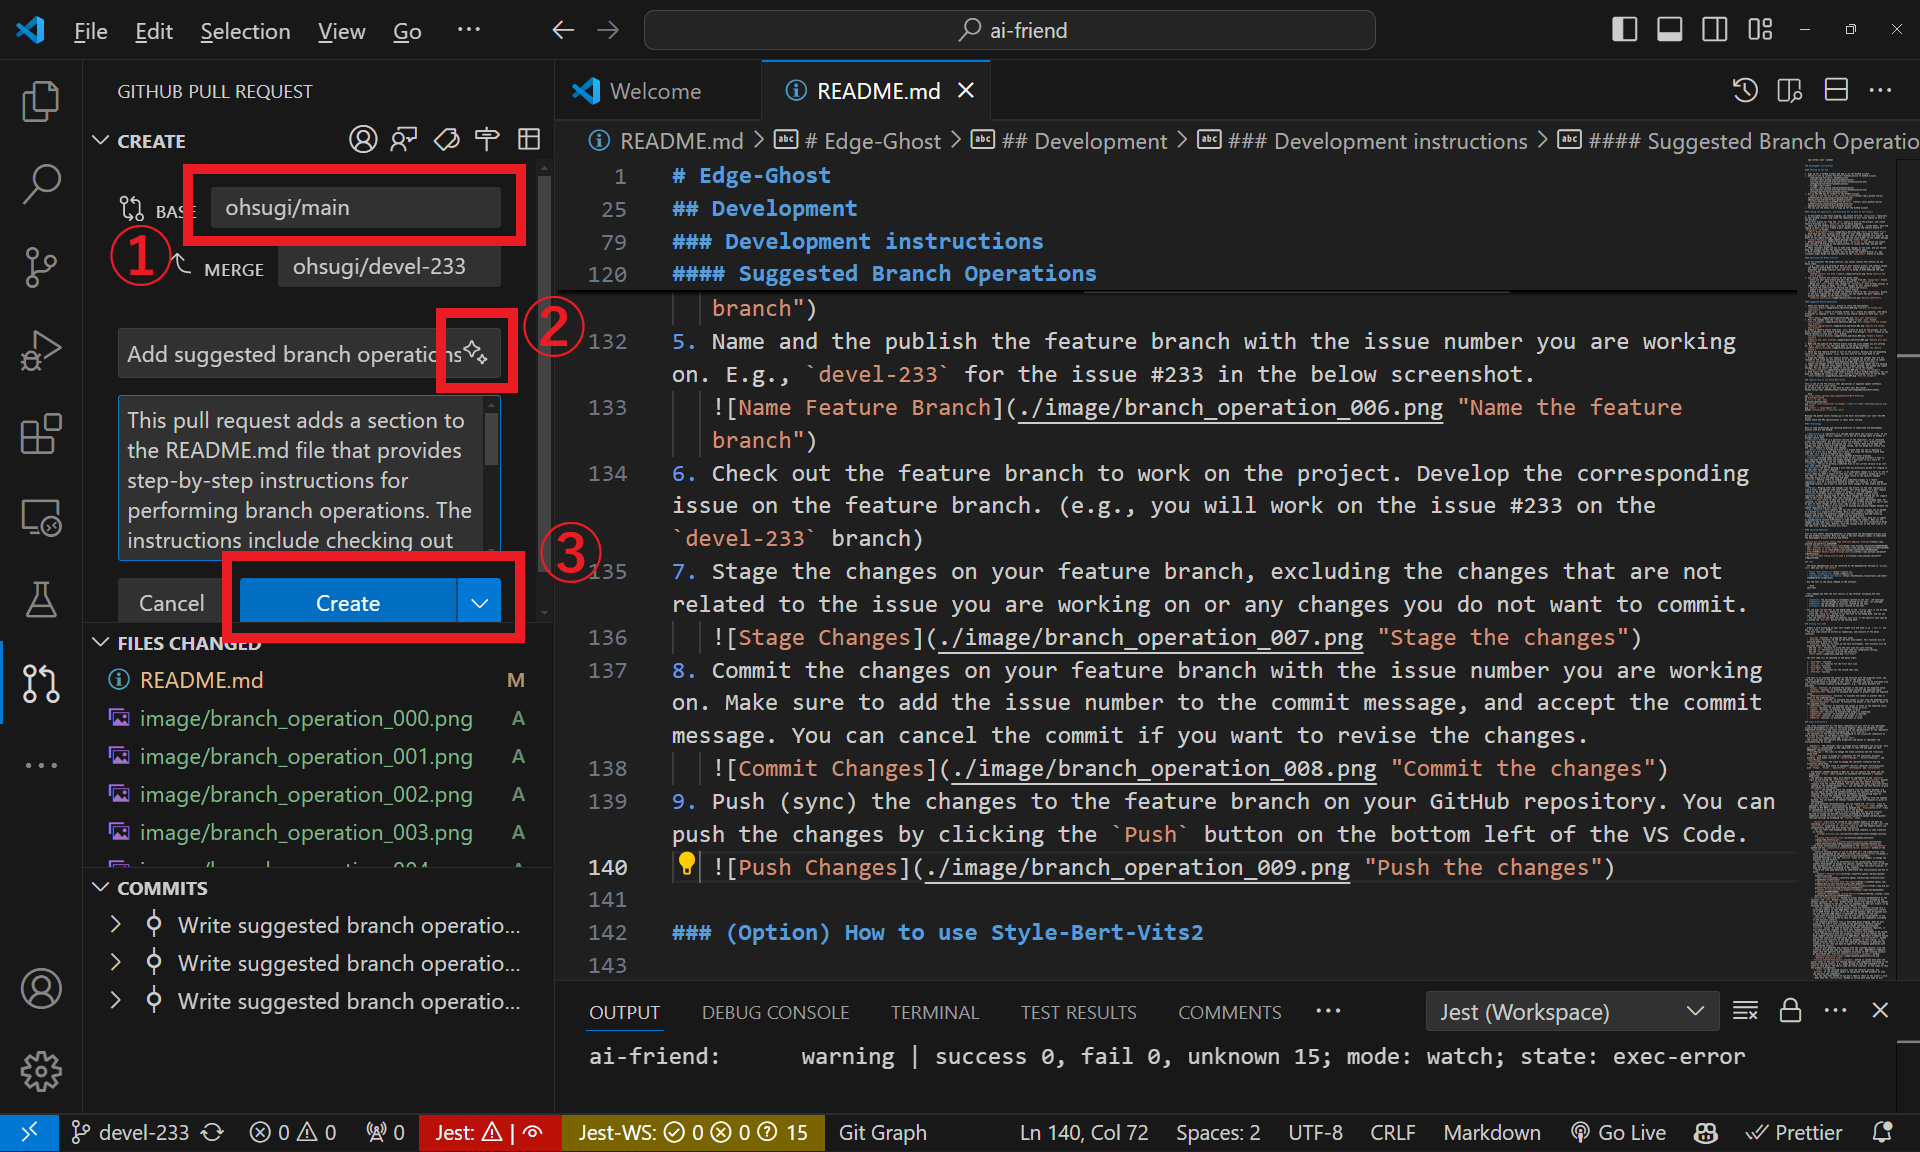 File Edit Selection View Go ···
ai-friend
GITHUB PULL REQUEST
CREATE
BASE ohsugi/main
①
MERGE ohsugi/devel-233
②
Add suggested branch operations
This pull request adds a section to
the README.md file that provides
step-by-step instructions for
performing branch operations. The
instructions include checking out
③
Cancel Create
FILES CHANGED
README.md M
image/branch_operation_000.png A
image/branch_operation_001.png A
image/branch_operation_002.png A
image/branch_operation_003.png A
COMMITS
Write suggested branch operatio...
Write suggested branch operatio...
Write suggested branch operatio...
Welcome README.md
README.md > # Edge-Ghost > ## Development > ### Development instructions > #### Suggested Branch Operatio
1 # Edge-Ghost
25 ## Development
79 ### Development instructions
120 #### Suggested Branch Operations
branch")
132 5. Name and the publish the feature branch with the issue number you are working
on. E.g., `devel-233` for the issue #233 in the below screenshot.
133 ![Name Feature Branch](./image/branch_operation_006.png "Name the feature
branch")
134 6. Check out the feature branch to work on the project. Develop the corresponding
issue on the feature branch. (e.g., you will work on the issue #233 on the
`devel-233` branch)
135 7. Stage the changes on your feature branch, excluding the changes that are not
related to the issue you are working on or any changes you do not want to commit.
136 ![Stage Changes](./image/branch_operation_007.png "Stage the changes")
137 8. Commit the changes on your feature branch with the issue number you are working
on. Make sure to add the issue number to the commit message, and accept the commit
message. You can cancel the commit if you want to revise the changes.
138 ![Commit Changes](./image/branch_operation_008.png "Commit the changes")
139 9. Push (sync) the changes to the feature branch on your GitHub repository. You can
push the changes by clicking the `Push` button on the bottom left of the VS Code.
140 ![Push Changes](./image/branch_operation_009.png "Push the changes")
141
142 ### (Option) How to use Style-Bert-Vits2
143
OUTPUT DEBUG CONSOLE TERMINAL TEST RESULTS COMMENTS ··· Jest (Workspace)
ai-friend: warning | success 0, fail 0, unknown 15; mode: watch; state: exec-error
devel-233 0 0 0 Jest: | Jest-WS: 0 0 15 Git Graph Ln 140, Col 72 Spaces: 2 UTF-8 CRLF Markdown Go Live Prettier